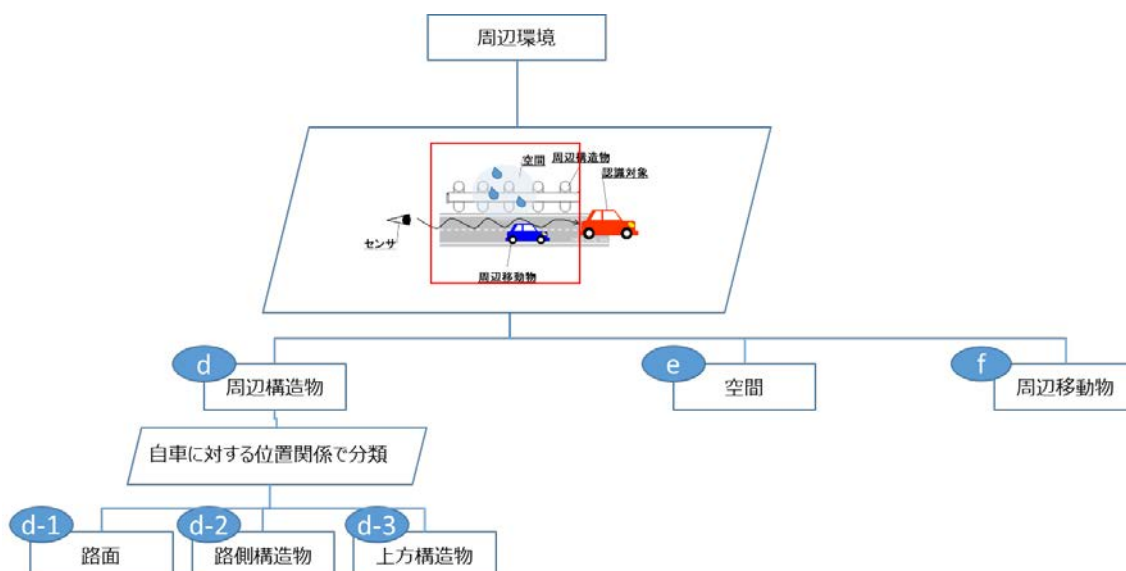 周辺環境
空間
周辺構造物
認識対象
センサ
周辺移動物
d
周辺構造物
e
空間
f
周辺移動物
自車に対する位置関係で分類
d-1
路面
d-2
路側構造物
d-3
上方構造物